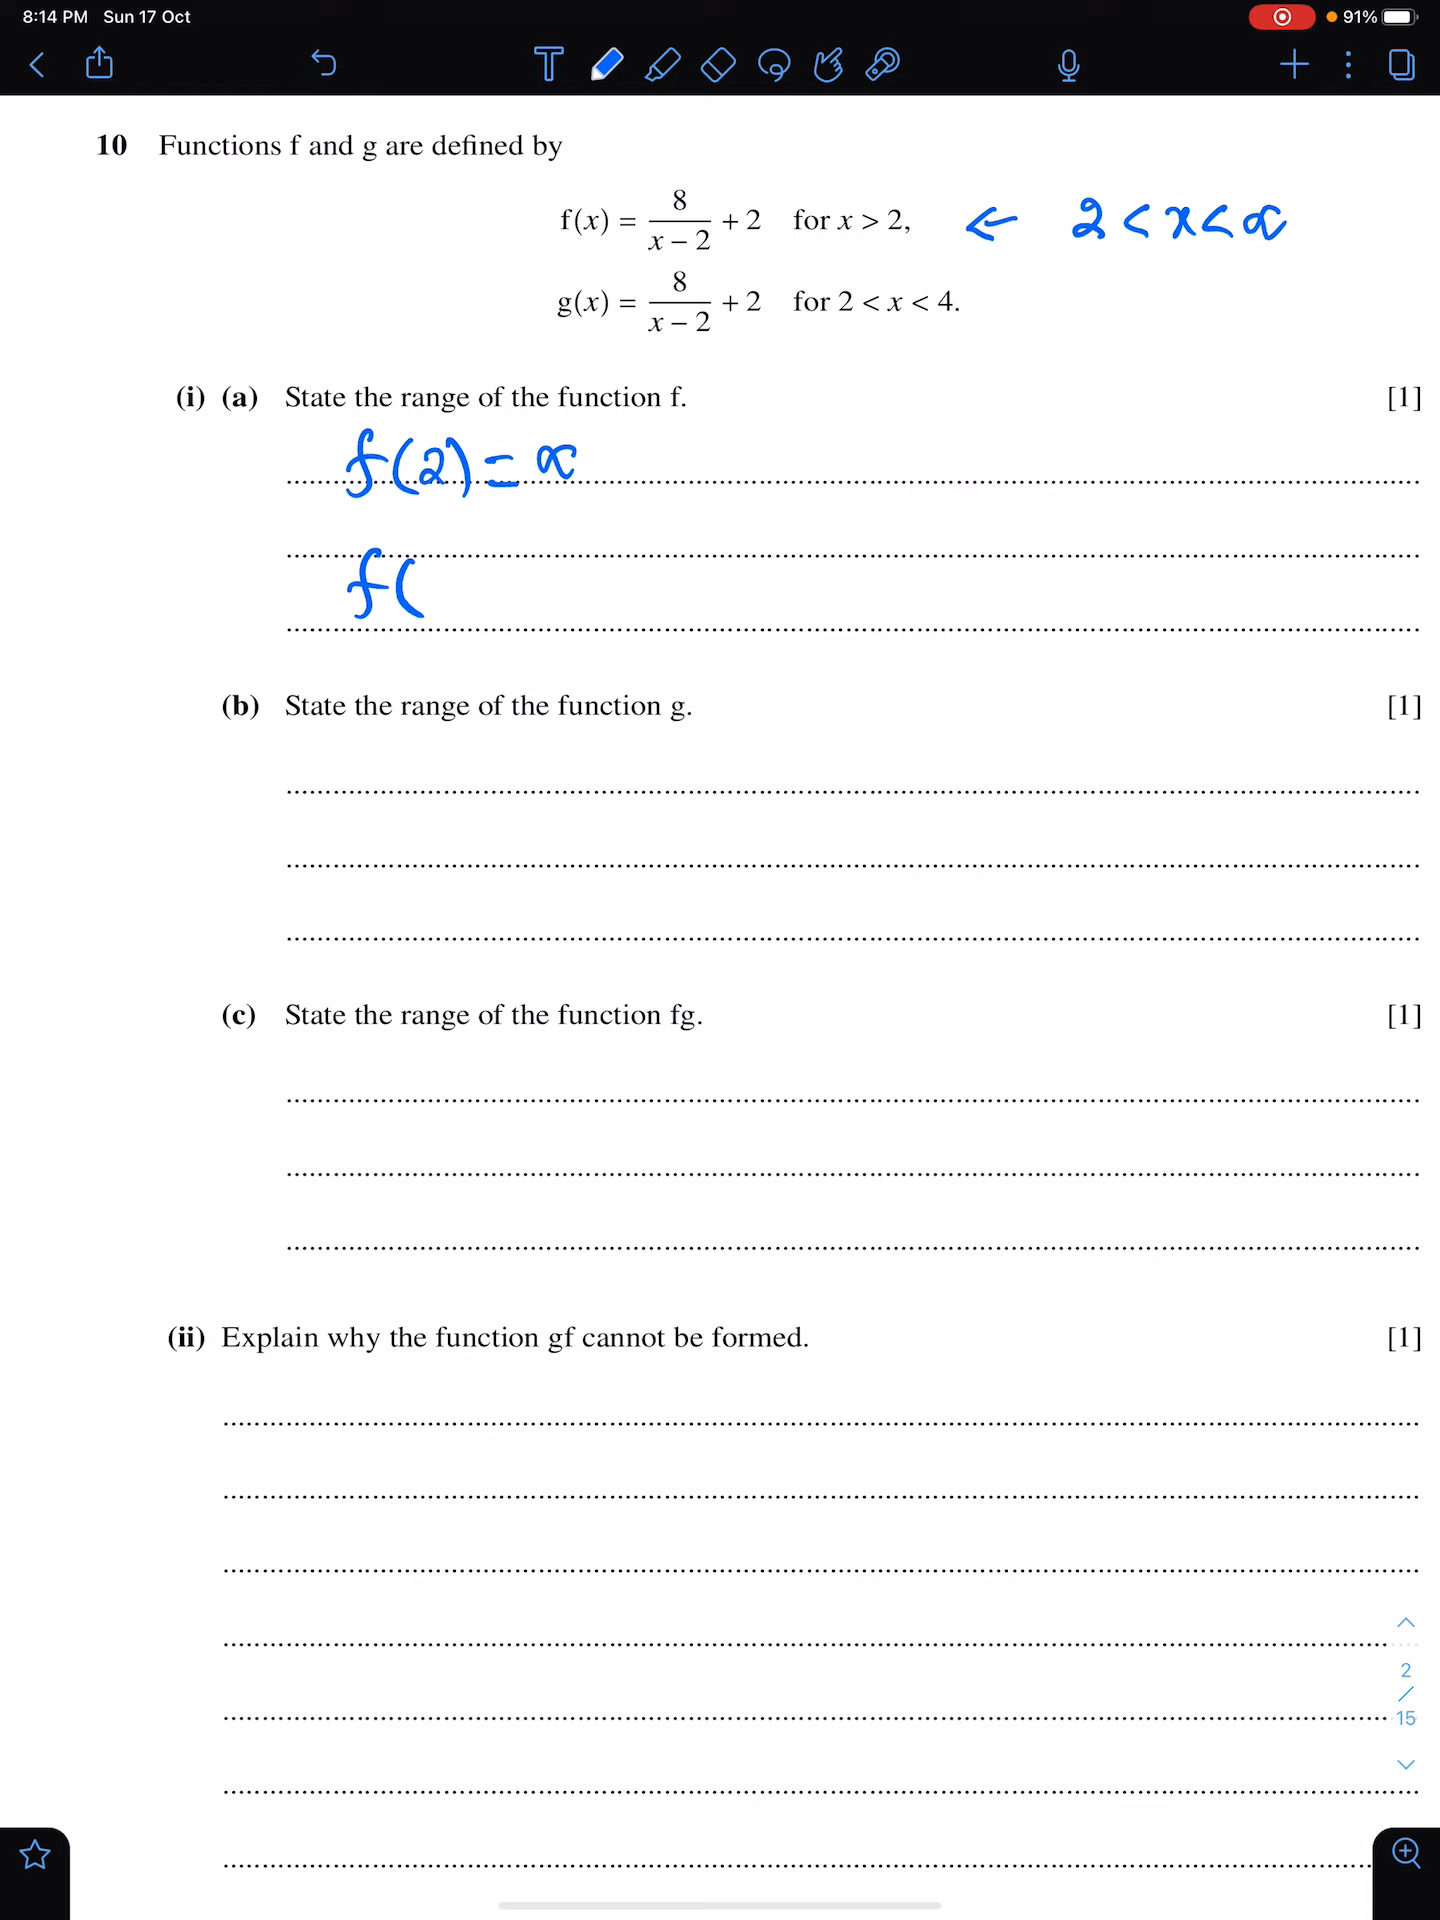 8:14 PM Sun 17 Oct 91%
10 Functions f and g are defined by
f(x) = 8/(x − 2) + 2 for x > 2, ← 2 < x < ∝
g(x) = 8/(x − 2) + 2 for 2 < x < 4.
(i) (a) State the range of the function f. [1]
f(2) = ∝
f(
(b) State the range of the function g. [1]
(c) State the range of the function fg. [1]
(ii) Explain why the function gf cannot be formed. [1]
2
/
15